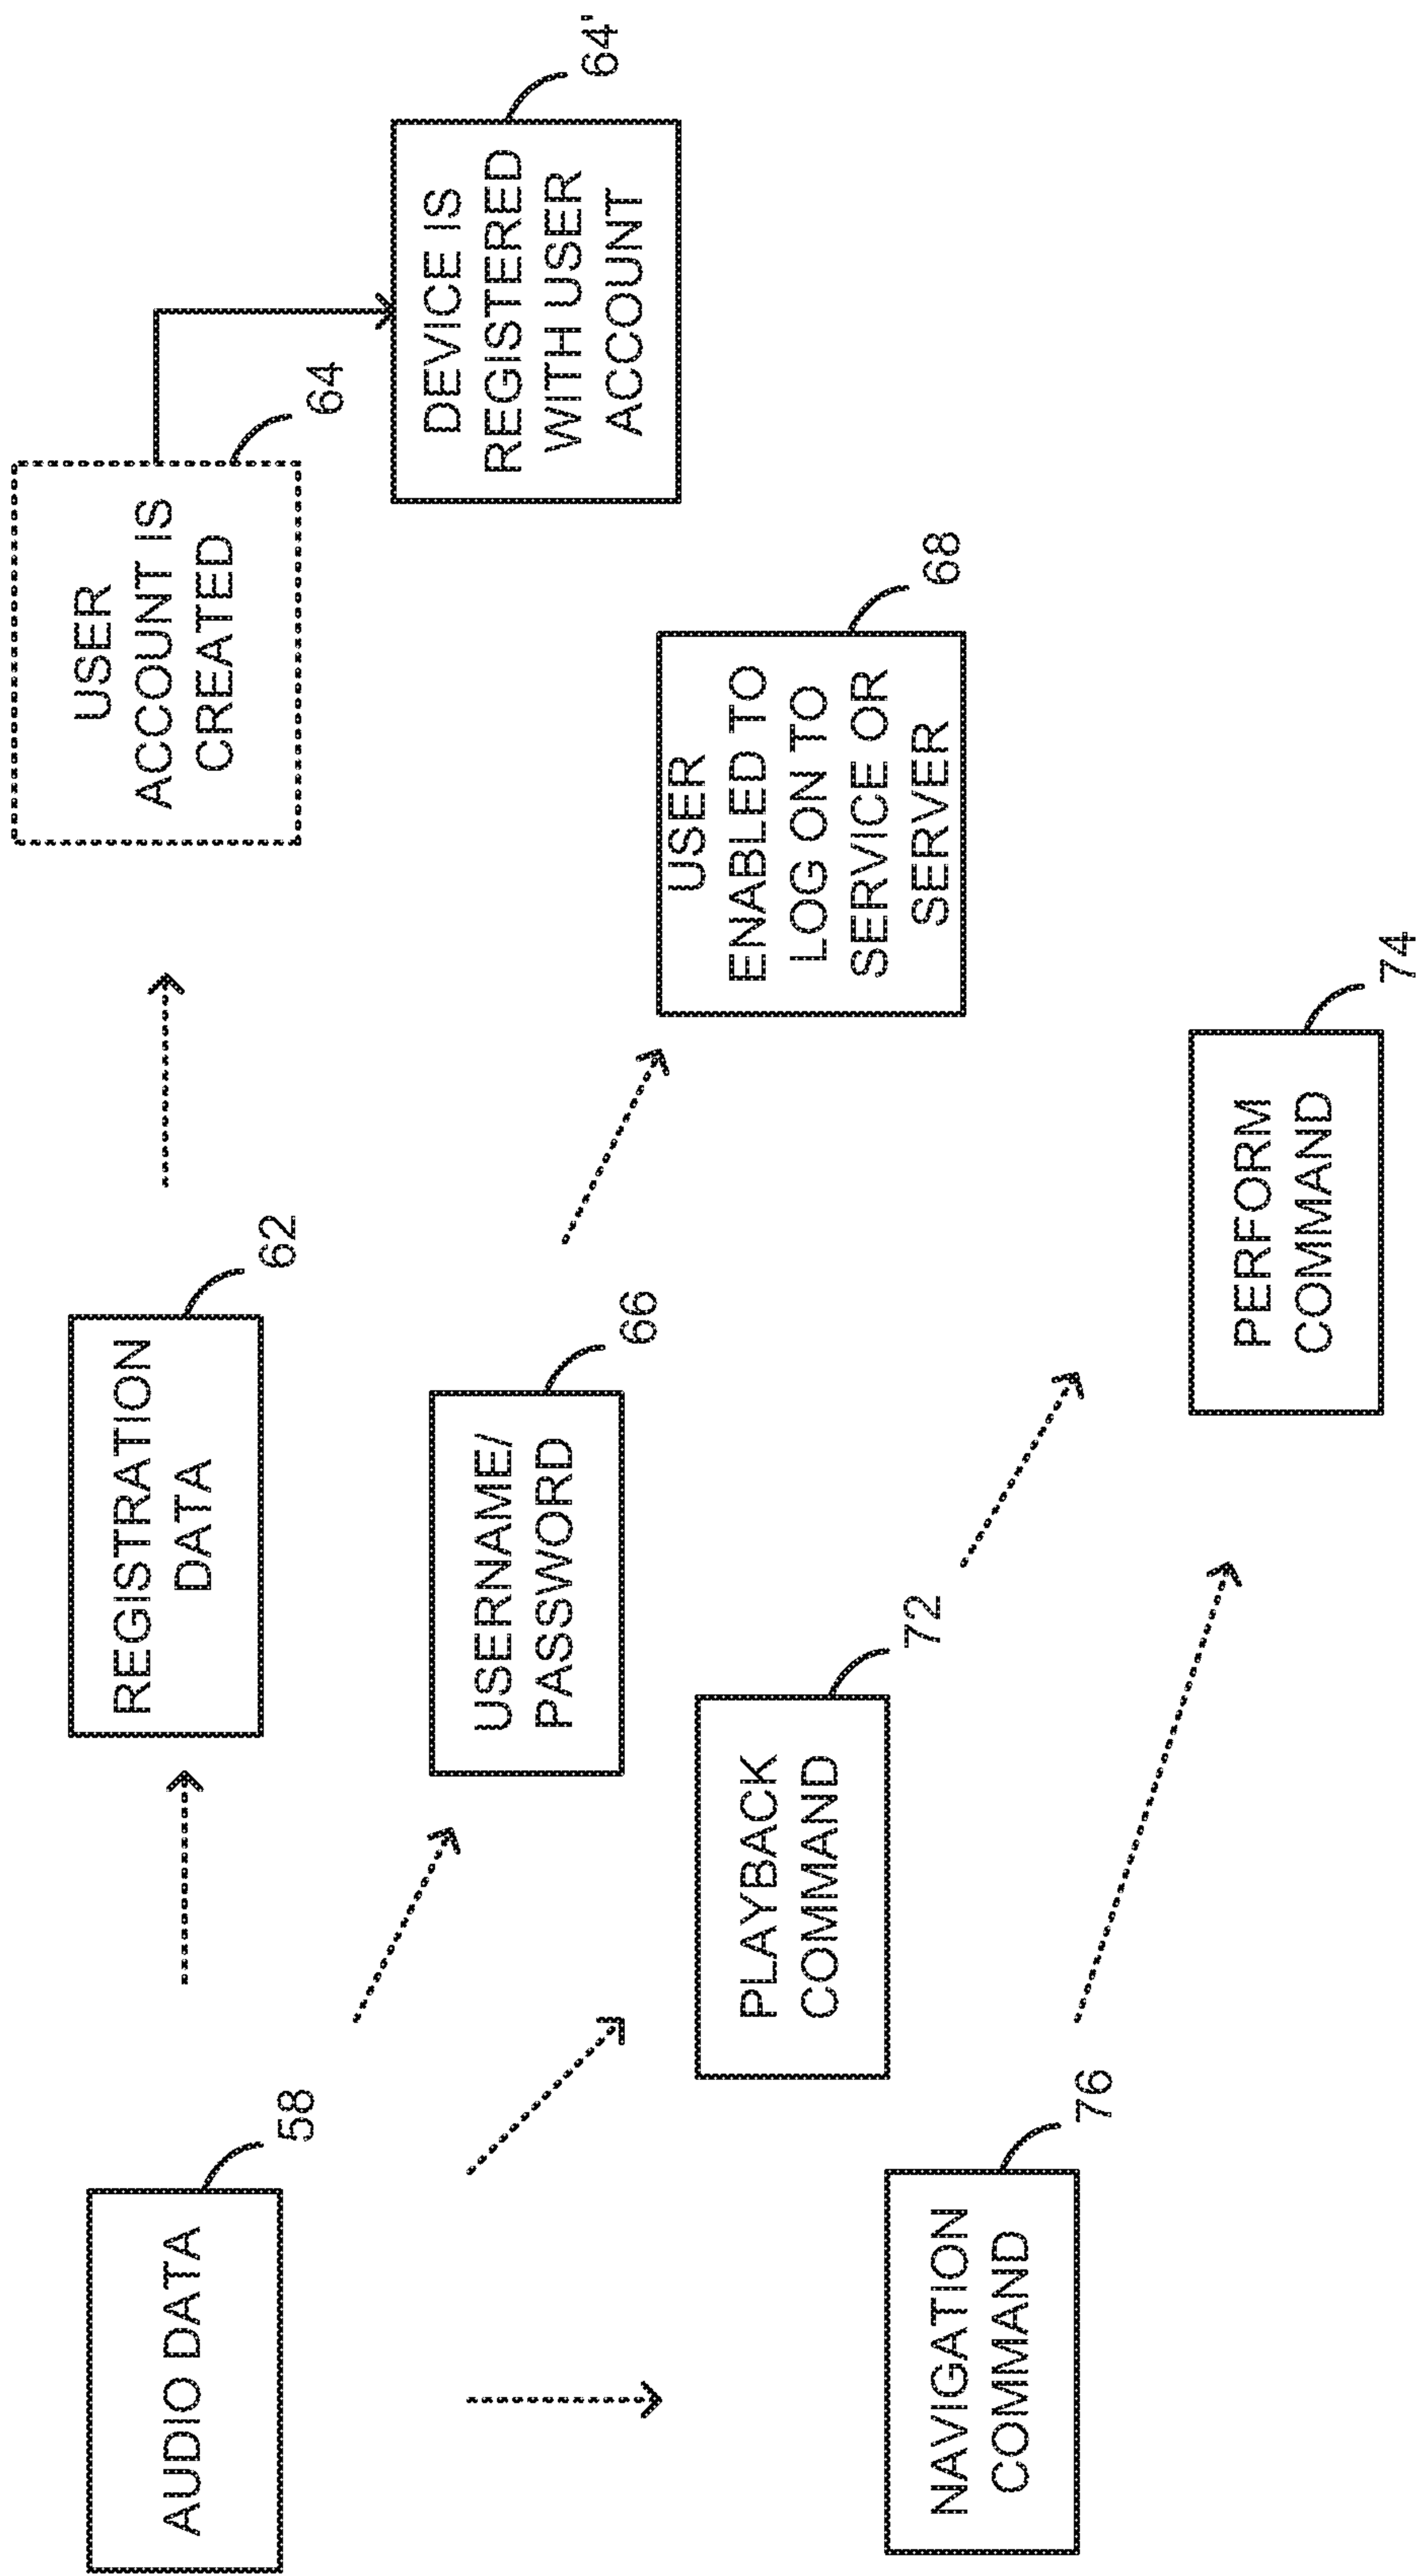 AUDIO DATA
58
REGISTRATION
DATA
62
USER
ACCOUNT IS
CREATED
64
DEVICE IS
REGISTERED
WITH USER
ACCOUNT
64'
USERNAME/
PASSWORD
66
USER
ENABLED TO
LOG ON TO
SERVICE OR
SERVER
68
PLAYBACK
COMMAND
72
NAVIGATION
COMMAND
76
PERFORM
COMMAND
74